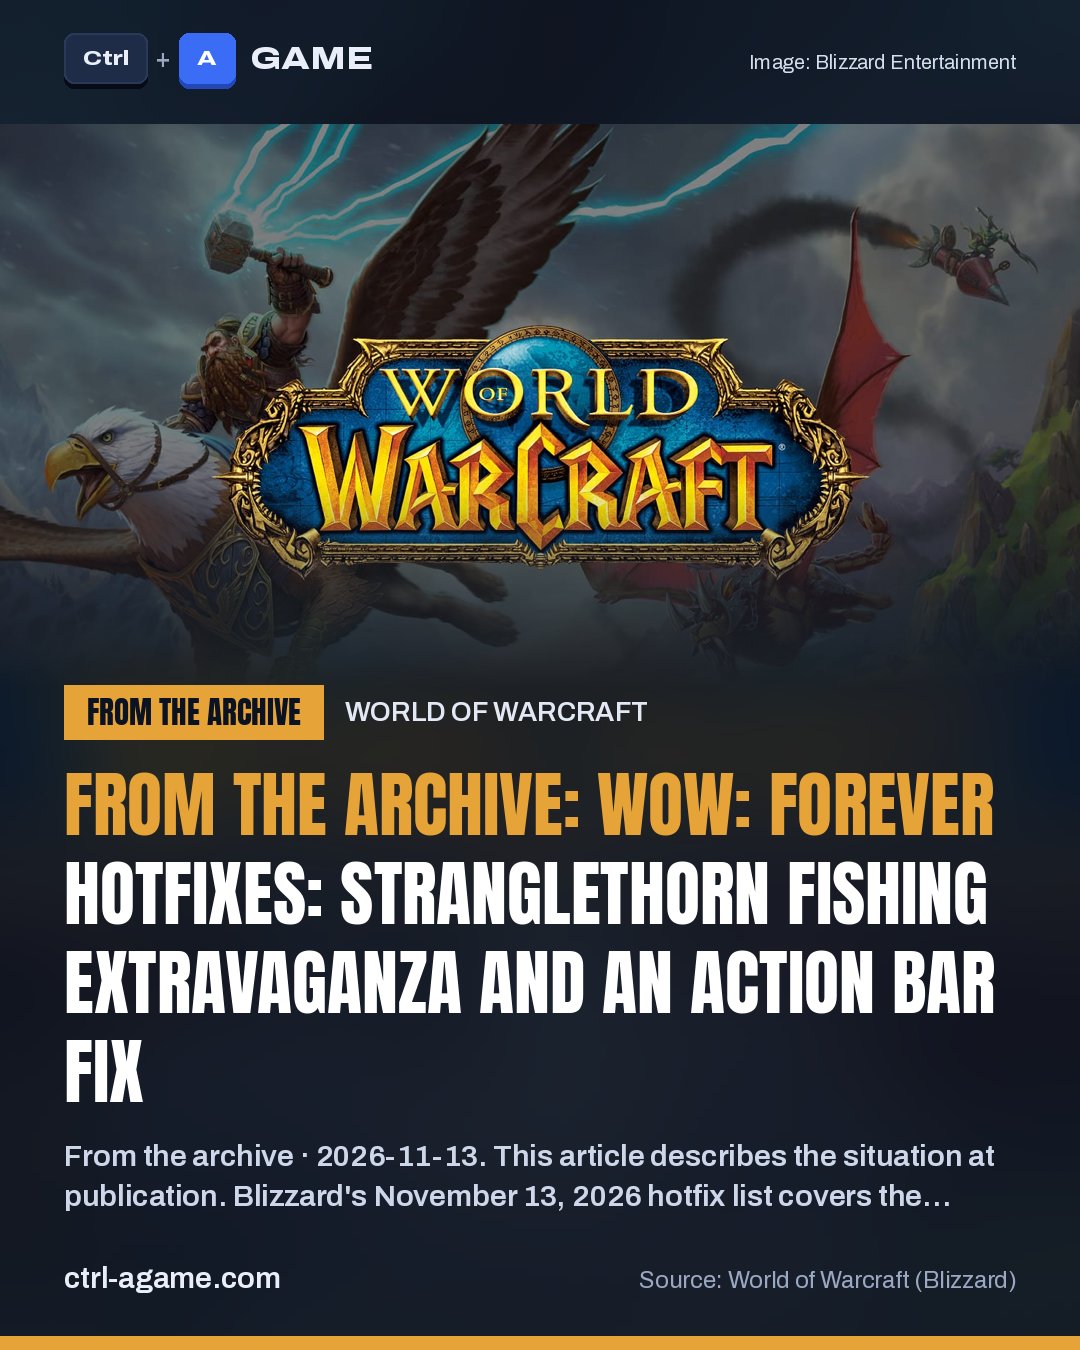 Ctrl + A GAME
Image: Blizzard Entertainment
WORLD
OF
WARCRAFT
®
FROM THE ARCHIVE
WORLD OF WARCRAFT
FROM THE ARCHIVE: WOW: FOREVER
HOTFIXES: STRANGLETHORN FISHING
EXTRAVAGANZA AND AN ACTION BAR
FIX
From the archive · 2026-11-13. This article describes the situation at
publication. Blizzard's November 13, 2026 hotfix list covers the…
ctrl-agame.com
Source: World of Warcraft (Blizzard)